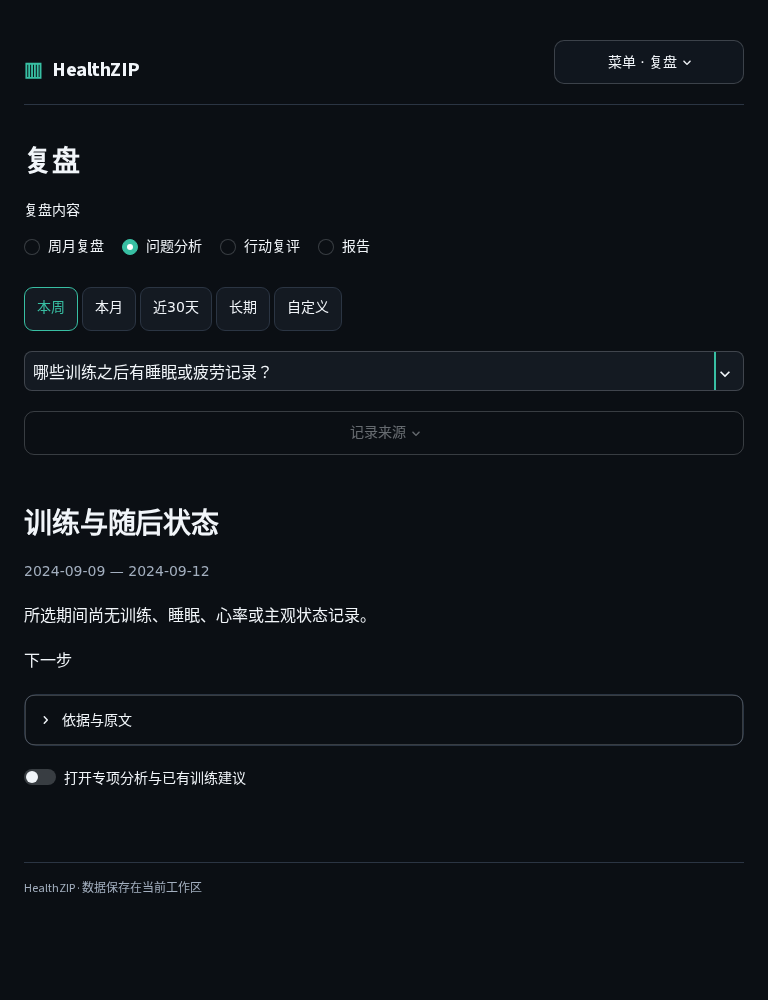 HealthZIP
菜单 · 复盘
复盘
复盘内容
周月复盘 问题分析 行动复评 报告
本周 本月 近30天 长期 自定义
哪些训练之后有睡眠或疲劳记录？
记录来源
训练与随后状态
2024-09-09 — 2024-09-12
所选期间尚无训练、睡眠、心率或主观状态记录。
下一步
依据与原文
打开专项分析与已有训练建议
HealthZIP · 数据保存在当前工作区